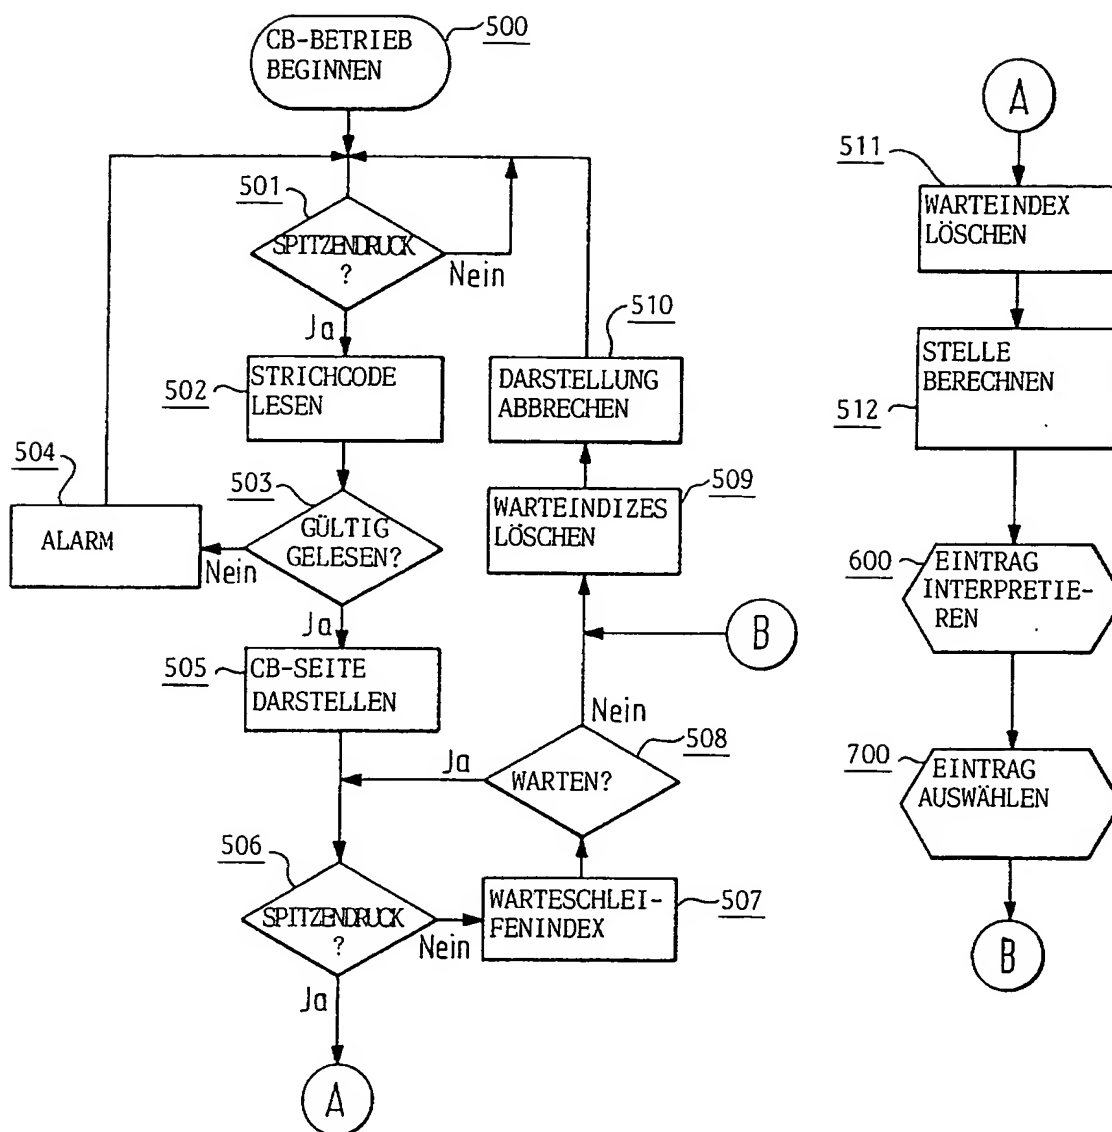 CB-BETRIEB
BEGINNEN
500
501
SPITZENDRUCK
?
Nein
Ja
502
STRICHCODE
LESEN
503
GÜLTIG
GELESEN?
Nein
504
ALARM
Ja
505
CB-SEITE
DARSTELLEN
506
SPITZENDRUCK
?
Nein
Ja
A
WARTESCHLEI-
FENINDEX
507
508
WARTEN?
Ja
Nein
B
509
WARTEINDIZES
LÖSCHEN
510
DARSTELLUNG
ABBRECHEN
A
511
WARTEINDEX
LÖSCHEN
STELLE
BERECHNEN
512
600
EINTRAG
INTERPRETIE-
REN
700
EINTRAG
AUSWÄHLEN
B